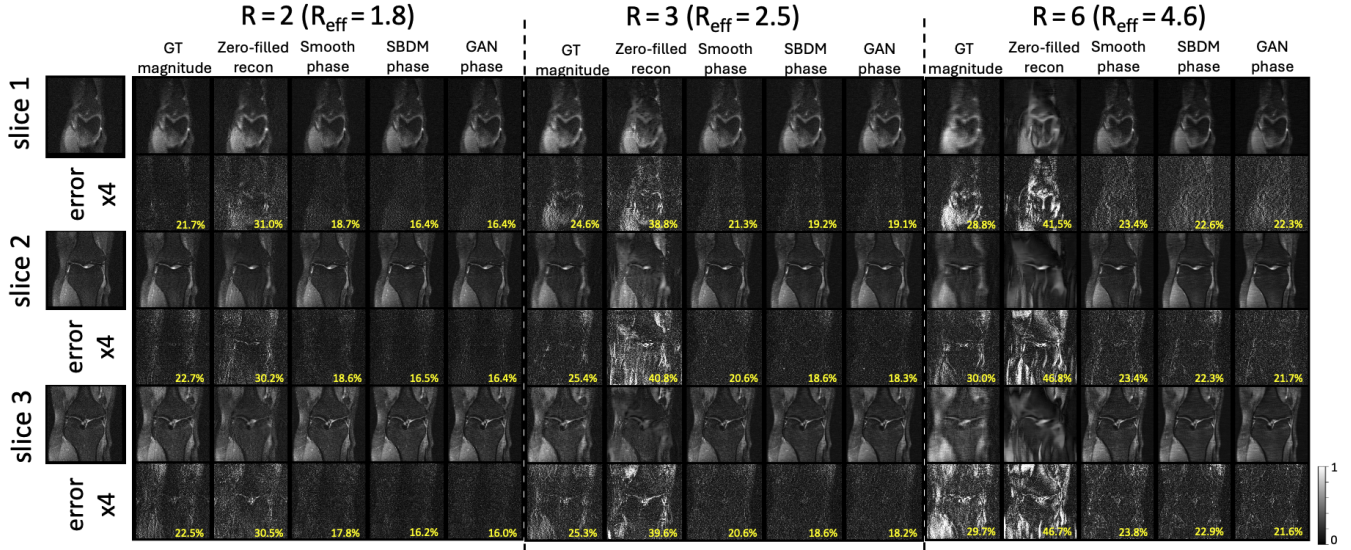 R = 2 (Reff = 1.8)
R = 3 (Reff = 2.5)
R = 6 (Reff = 4.6)
GT magnitude
Zero-filled recon
Smooth phase
SBDM phase
GAN phase
GT magnitude
Zero-filled recon
Smooth phase
SBDM phase
GAN phase
GT magnitude
Zero-filled recon
Smooth phase
SBDM phase
GAN phase
slice 1
error x4
21.7% 31.0% 18.7% 16.4% 16.4% 24.6% 38.8% 21.3% 19.2% 19.1% 28.8% 41.5% 23.4% 22.6% 22.3%
slice 2
error x4
22.7% 30.2% 18.6% 16.5% 16.4% 25.4% 40.8% 20.6% 18.6% 18.3% 30.0% 46.8% 23.4% 22.3% 21.7%
slice 3
error x4
22.5% 30.5% 17.8% 16.2% 16.0% 25.3% 39.6% 20.6% 18.6% 18.2% 29.7% 46.7% 23.8% 22.9% 21.6%
1
0